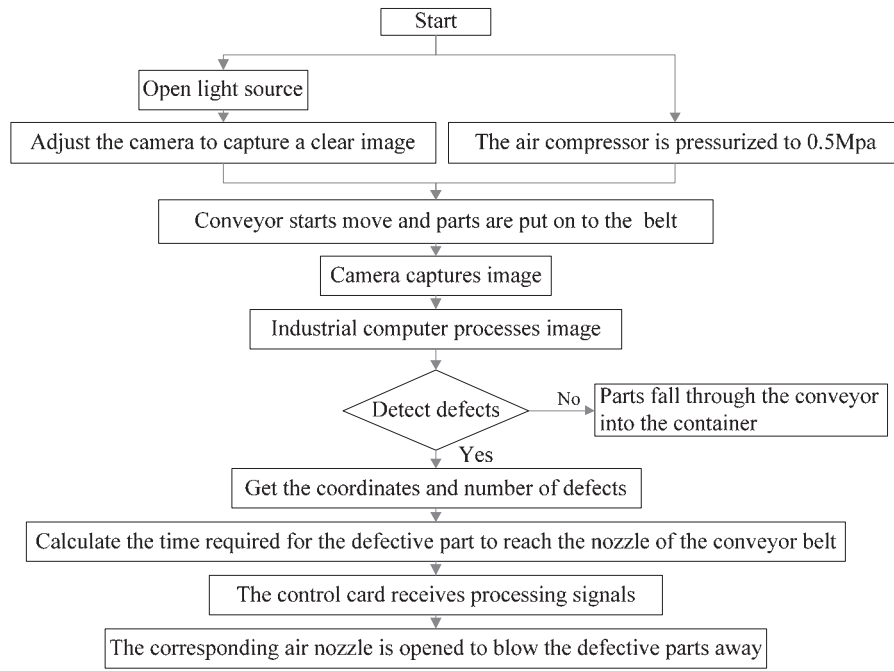 Start
Open light source
Adjust the camera to capture a clear image
The air compressor is pressurized to 0.5Mpa
Conveyor starts move and parts are put on to the belt
Camera captures image
Industrial computer processes image
Detect defects
No
Parts fall through the conveyor
into the container
Yes
Get the coordinates and number of defects
Calculate the time required for the defective part to reach the nozzle of the conveyor belt
The control card receives processing signals
The corresponding air nozzle is opened to blow the defective parts away